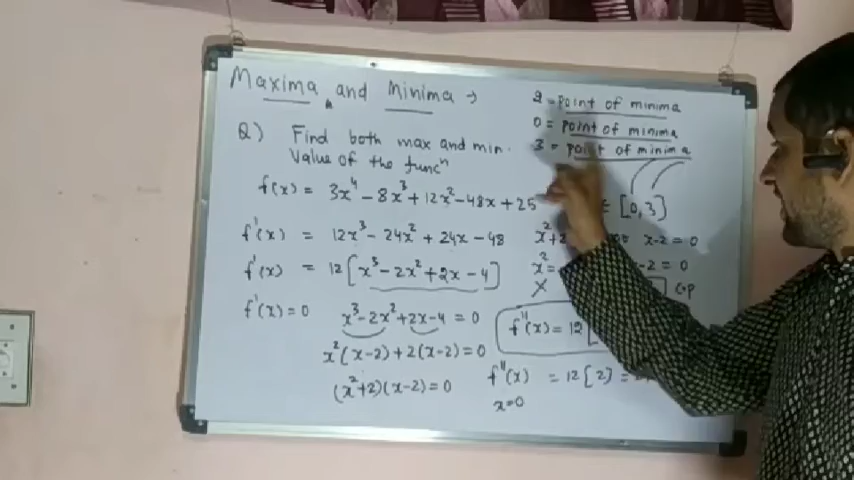 Maxima and Minima →
Q) Find both max and min.
Value of the funcⁿ
f(x) = 3x⁴ - 8x³ + 12x² - 48x + 25
f'(x) = 12x³ - 24x² + 24x - 48
f'(x) = 12[x³ - 2x² + 2x - 4]
f'(x) = 0 x³ - 2x² + 2x - 4 = 0
x²(x-2) + 2(x-2) = 0
(x²+2)(x-2) = 0
2 = point of minima
0 = point of minima
3 = point of minima
[0,3]
x²+ x-2 = 0
x² = -2 = 0
X
f''(x) = 12[
f''(x) = 12[2] =
x=0